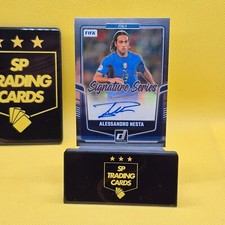 SP
TRADING
CARDS
ITALY
FIFA
Signature Series
ALESSANDRO NESTA
SP
TRADING
CARDS